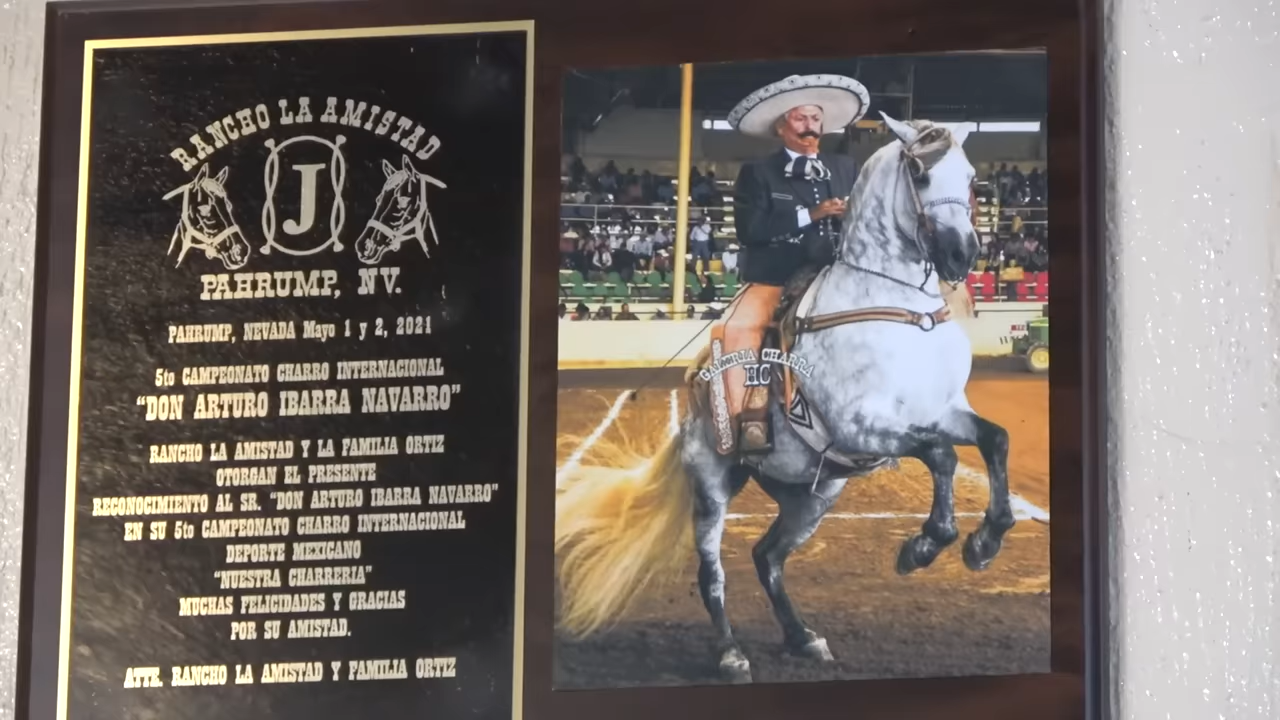 RANCHO LA AMISTAD
J
PAHRUMP, NV.
PAHRUMP, NEVADA Mayo 1 y 2, 2021
5to CAMPEONATO CHARRO INTERNACIONAL
"DON ARTURO IBARRA NAVARRO"
RANCHO LA AMISTAD Y LA FAMILIA ORTIZ
OTORGAN EL PRESENTE
RECONOCIMIENTO AL SR. "DON ARTURO IBARRA NAVARRO"
EN SU 5to CAMPEONATO CHARRO INTERNACIONAL
DEPORTE MEXICANO
"NUESTRA CHARRERIA"
MUCHAS FELICIDADES Y GRACIAS
POR SU AMISTAD.
ATTE. RANCHO LA AMISTAD Y FAMILIA ORTIZ
GALERIA CHARRA
HC